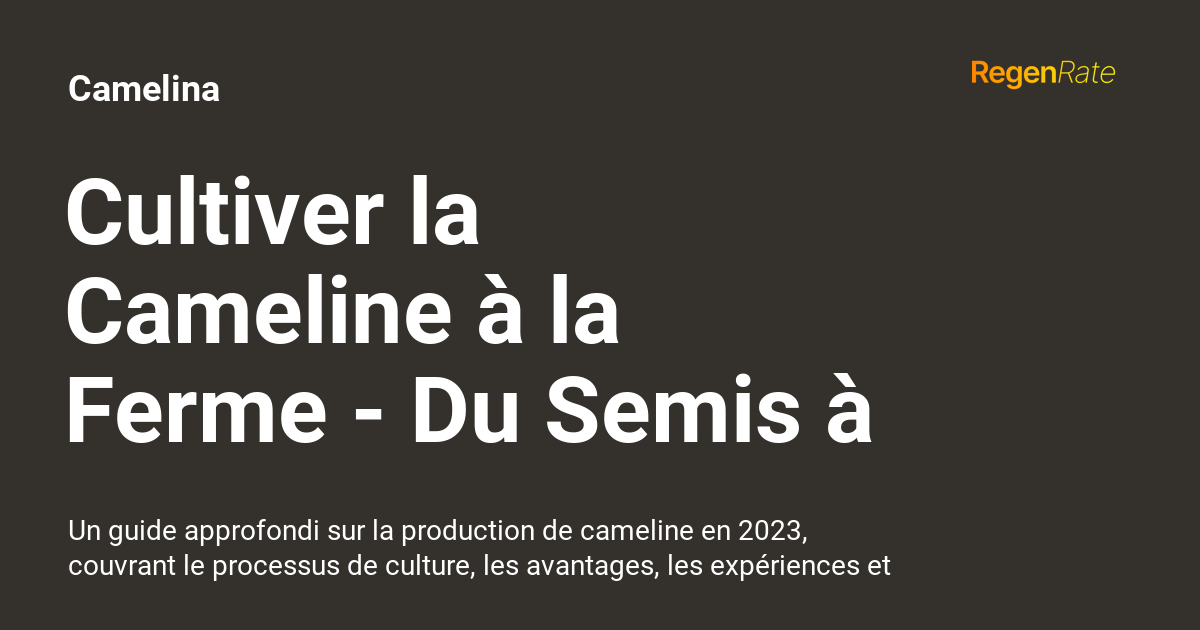 Camelina
RegenRate
Cultiver la
Cameline à la
Ferme - Du Semis à
Un guide approfondi sur la production de cameline en 2023,
couvrant le processus de culture, les avantages, les expériences et